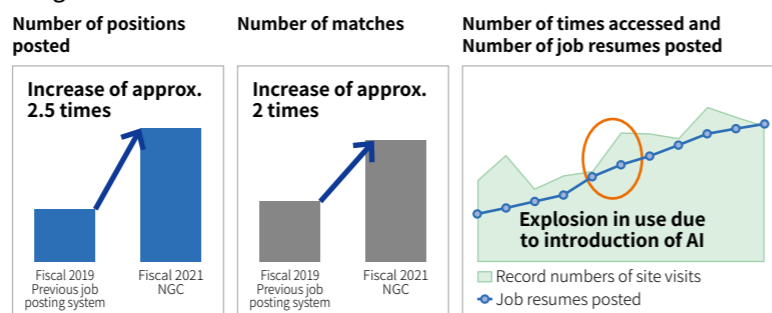 Number of positions
posted
Increase of approx.
2.5 times
Fiscal 2019
Previous job
posting system
Fiscal 2021
NGC
Number of matches
Increase of approx.
2 times
Fiscal 2019
Previous job
posting system
Fiscal 2021
NGC
Number of times accessed and
Number of job resumes posted
Explosion in use due
to introduction of AI
Record numbers of site visits
Job resumes posted